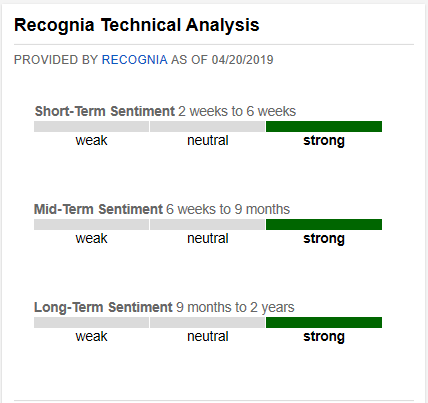 Recognia Technical Analysis
PROVIDED BY RECOGNIA AS OF 04/20/2019
Short-Term Sentiment 2 weeks to 6 weeks
weak neutral strong
Mid-Term Sentiment 6 weeks to 9 months
weak neutral strong
Long-Term Sentiment 9 months to 2 years
weak neutral strong